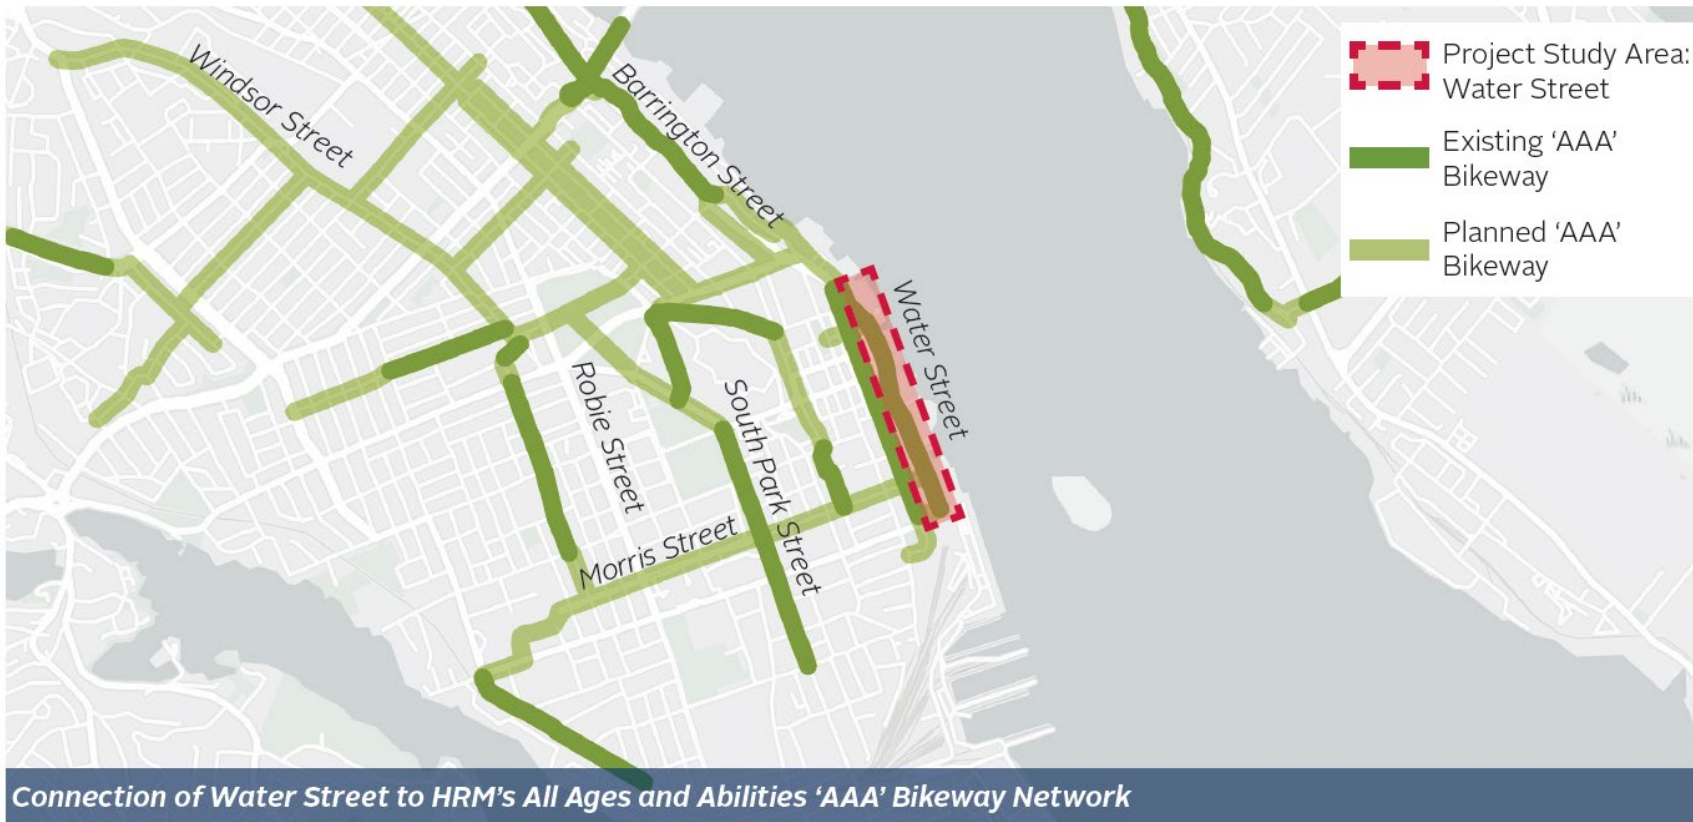 Windsor Street
Barrington Street
Water Street
Robie Street
South Park Street
Morris Street
Project Study Area:
Water Street
Existing ‘AAA’
Bikeway
Planned ‘AAA’
Bikeway
Connection of Water Street to HRM’s All Ages and Abilities ‘AAA’ Bikeway Network